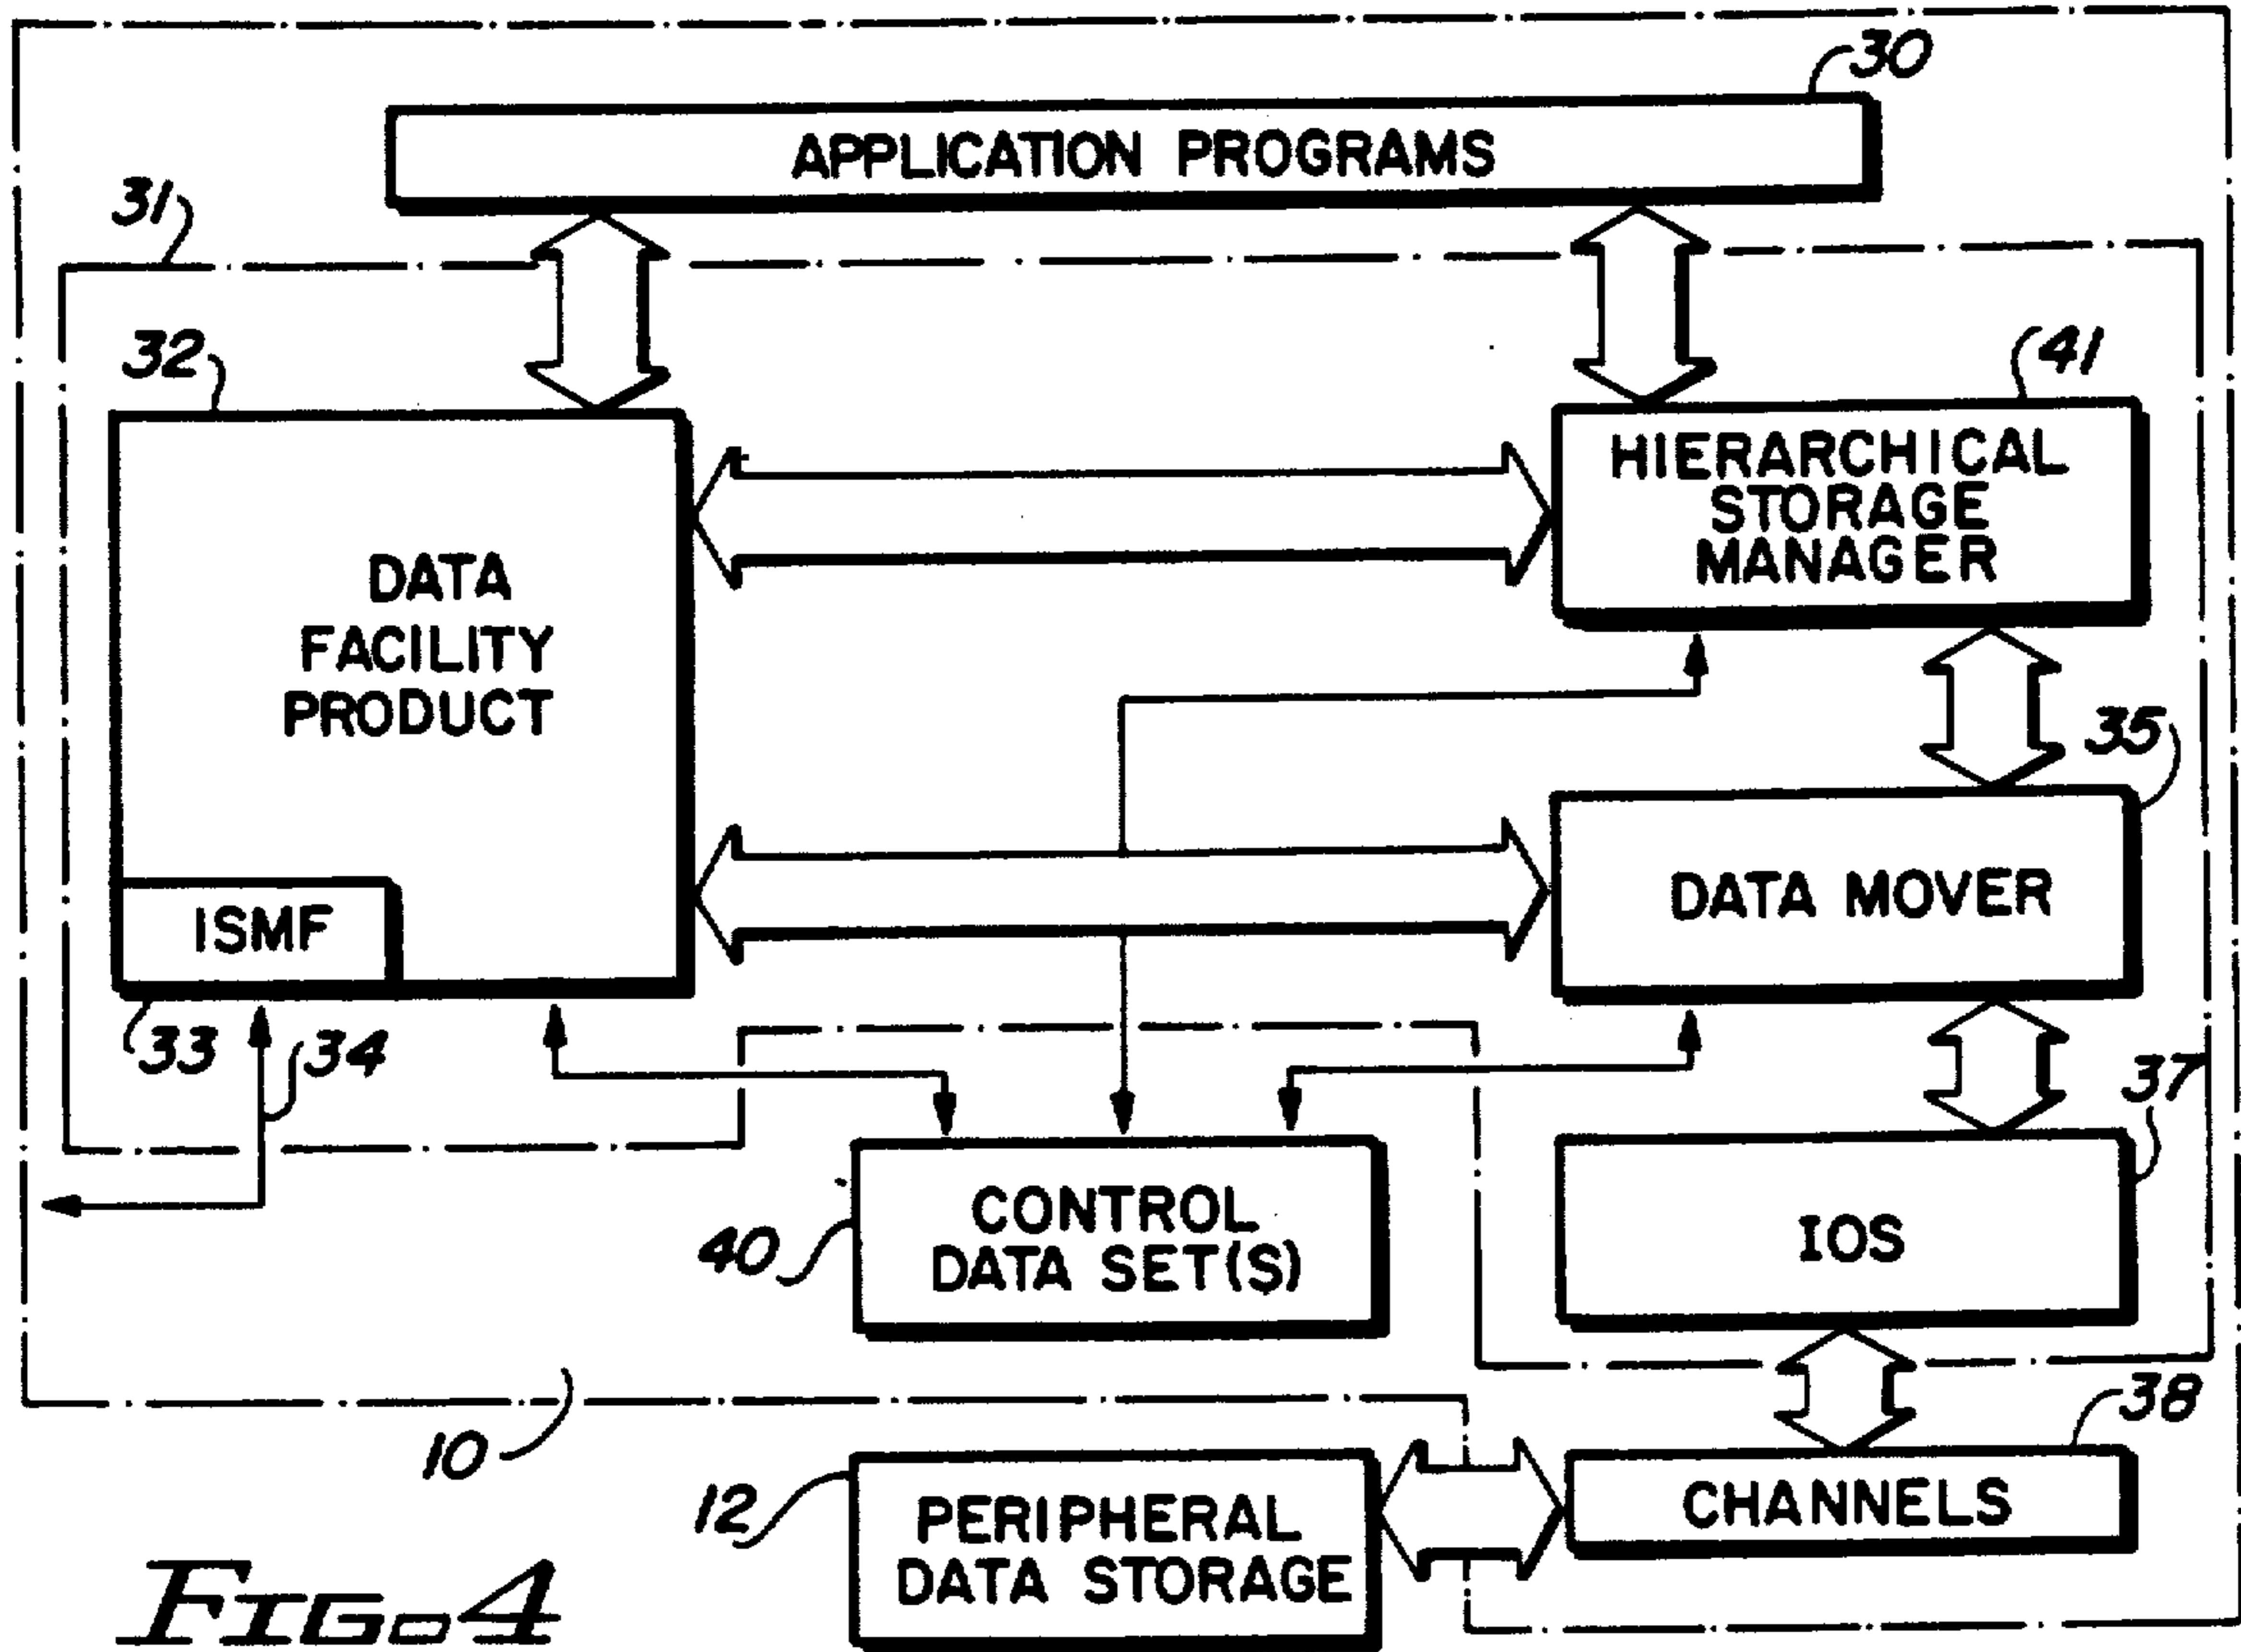 30
APPLICATION PROGRAMS
31
32
41
HIERARCHICAL
STORAGE
MANAGER
DATA
FACILITY
PRODUCT
35
DATA MOVER
ISMF
33
34
37
CONTROL
DATA SET(S)
40
IOS
38
10
12
PERIPHERAL
DATA STORAGE
CHANNELS
FIG. 4